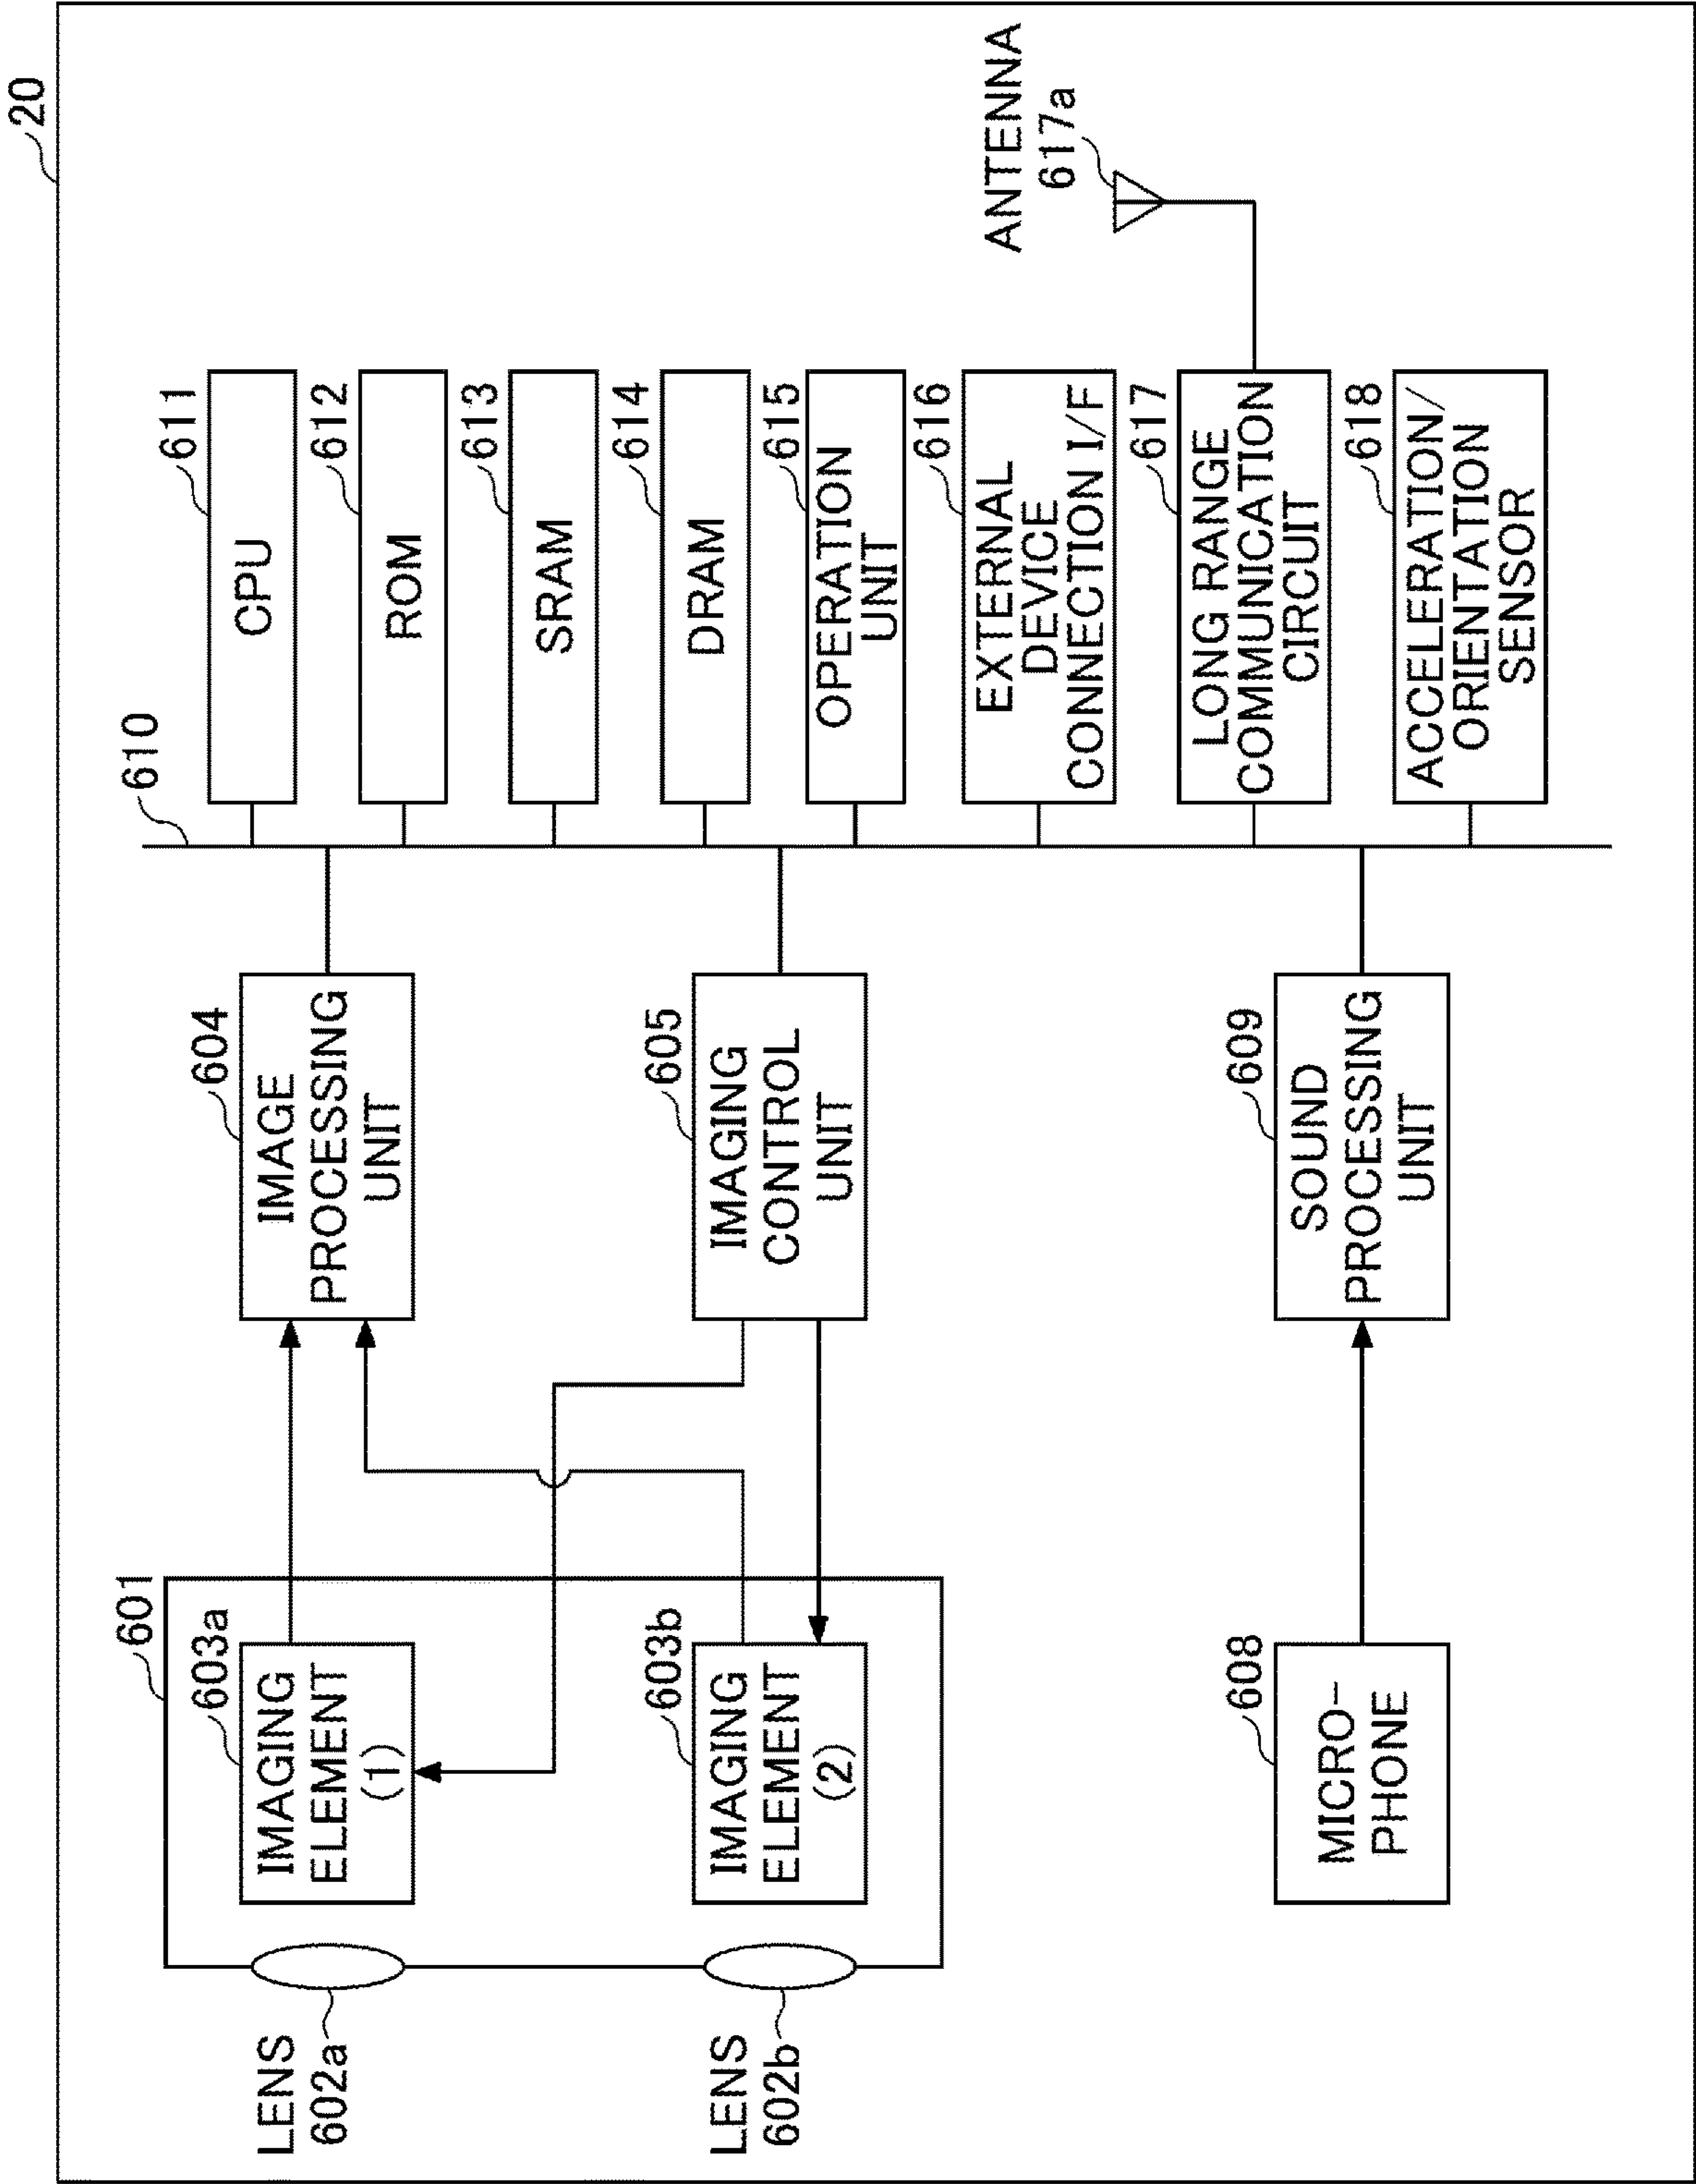 20
601
LENS
602a
603a
IMAGING
ELEMENT
(1)
604
IMAGE
PROCESSING
UNIT
610
611
CPU
612
ROM
613
SRAM
LENS
602b
603b
IMAGING
ELEMENT
(2)
605
IMAGING
CONTROL
UNIT
614
DRAM
615
OPERATION
UNIT
616
EXTERNAL
DEVICE
CONNECTION I/F
ANTENNA
617a
608
MICRO-
PHONE
609
SOUND
PROCESSING
UNIT
617
LONG RANGE
COMMUNICATION
CIRCUIT
618
ACCELERATION/
ORIENTATION
SENSOR